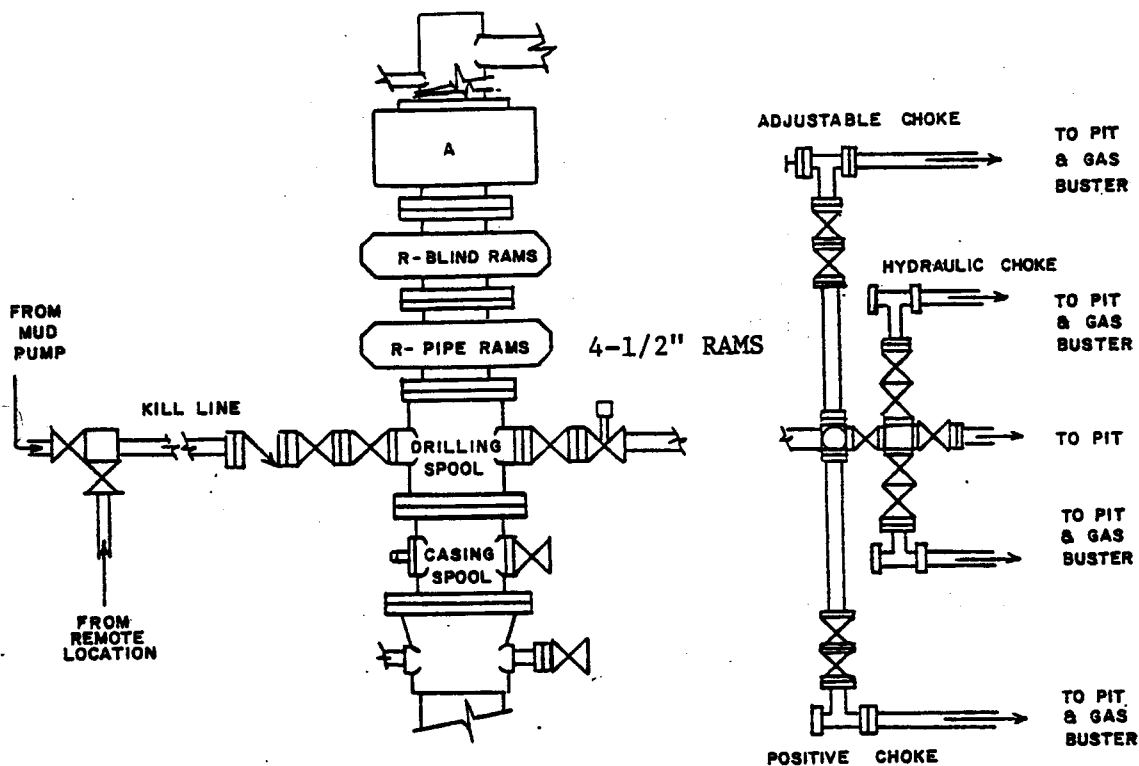 A
R-BLIND RAMS
R- PIPE RAMS
4-1/2" RAMS
FROM
MUD
PUMP
KILL LINE
DRILLING
SPOOL
CASING
SPOOL
FROM
REMOTE
LOCATION
ADJUSTABLE CHOKE
TO PIT
& GAS
BUSTER
HYDRAULIC CHOKE
TO PIT
& GAS
BUSTER
TO PIT
TO PIT
& GAS
BUSTER
TO PIT
& GAS
BUSTER
POSITIVE CHOKE